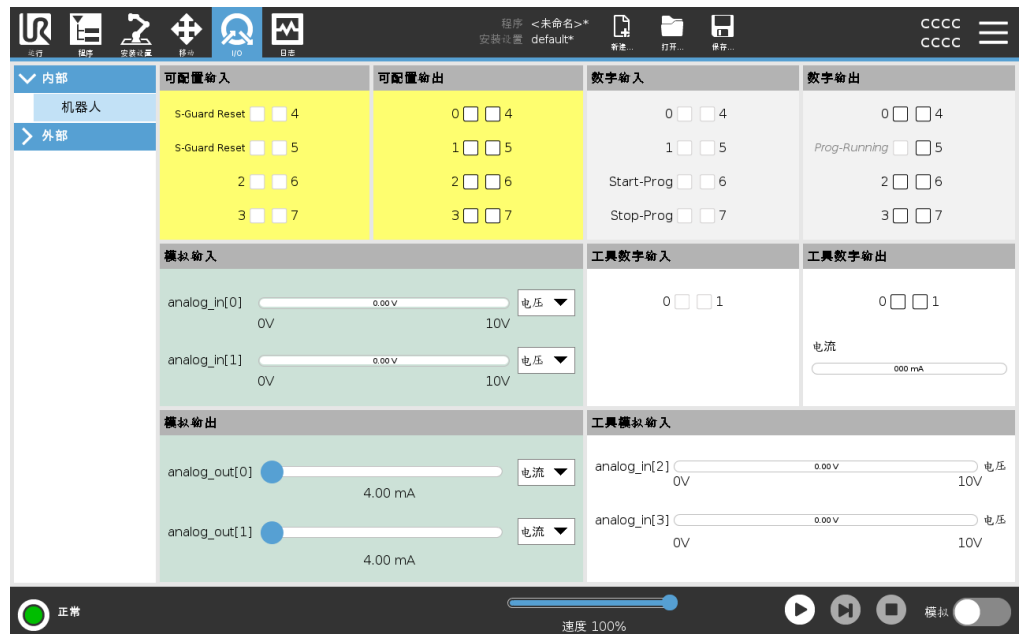 UR
运行
程序
安装设置
移动
I/O
日志
程序 <未命名>*
安装设置 default*
新建...
打开...
保存...
CCCC
CCCC
内部
机器人
外部
可配置输入
S-Guard Reset 4
S-Guard Reset 5
2 6
3 7
可配置输出
0 4
1 5
2 6
3 7
数字输入
0 4
1 5
Start-Prog 6
Stop-Prog 7
数字输出
0 4
Prog-Running 5
2 6
3 7
模拟输入
analog_in[0] 0.00 V 电压
0V 10V
analog_in[1] 0.00 V 电压
0V 10V
工具数字输入
0 1
工具数字输出
0 1
电流
000 mA
模拟输出
analog_out[0] 电流
4.00 mA
analog_out[1] 电流
4.00 mA
工具模拟输入
analog_in[2] 0.00 V 电压
0V 10V
analog_in[3] 0.00 V 电压
0V 10V
正常
速度 100%
模拟